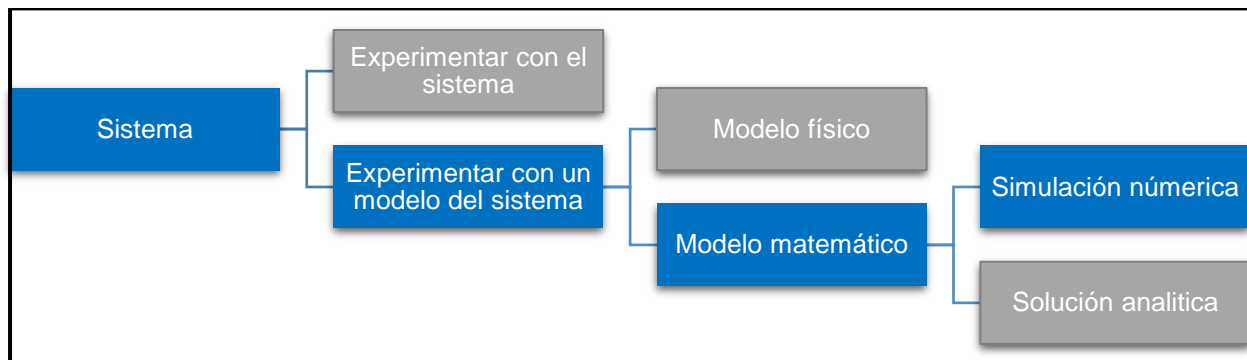 Experimentar con el
sistema
Sistema
Experimentar con un
modelo del sistema
Modelo físico
Modelo matemático
Simulación númerica
Solución analitica